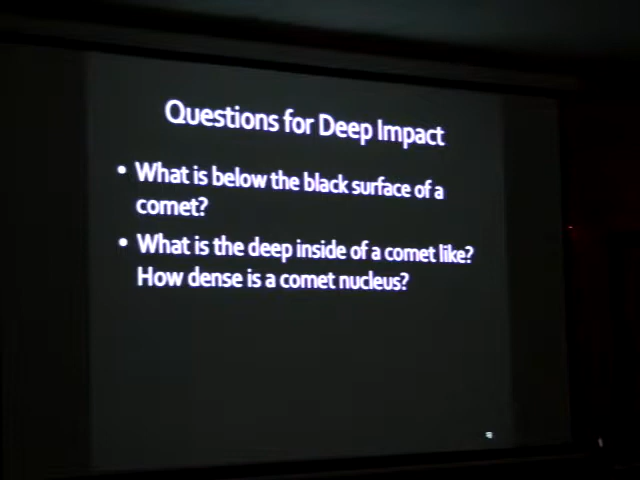 Questions for Deep Impact
• What is below the black surface of a
comet?
• What is the deep inside of a comet like?
How dense is a comet nucleus?